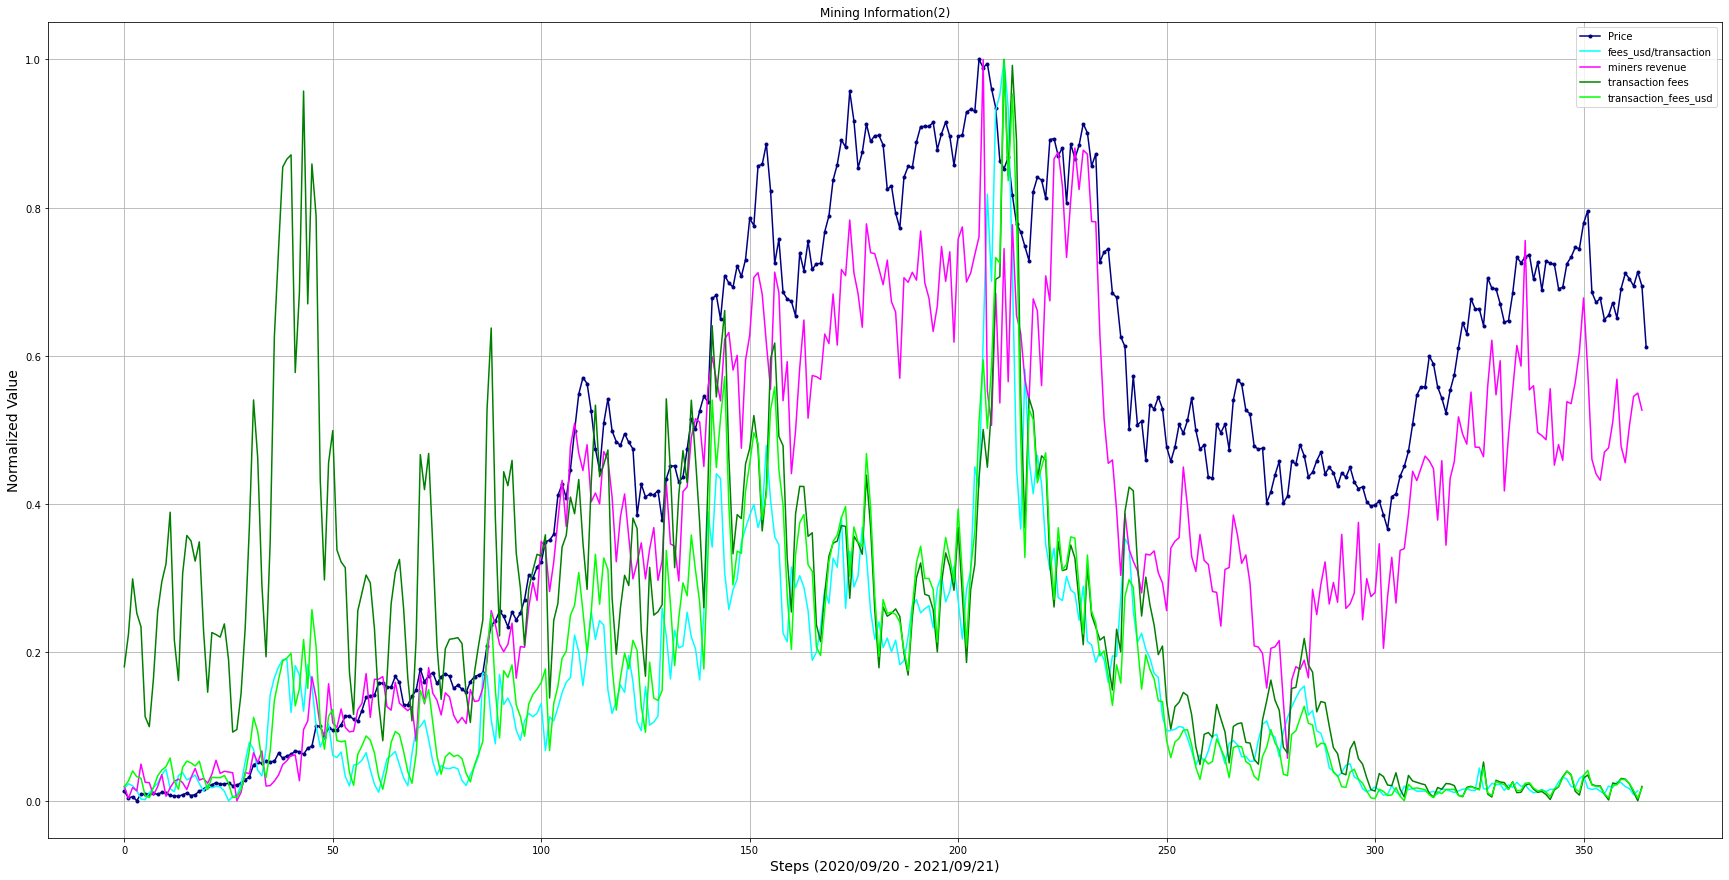 Mining Information(2)
Price
fees_usd/transaction
miners revenue
transaction fees
transaction_fees_usd
Normalized Value
1.0
0.8
0.6
0.4
0.2
0.0
0 50 100 150 200 250 300 350
Steps (2020/09/20 - 2021/09/21)